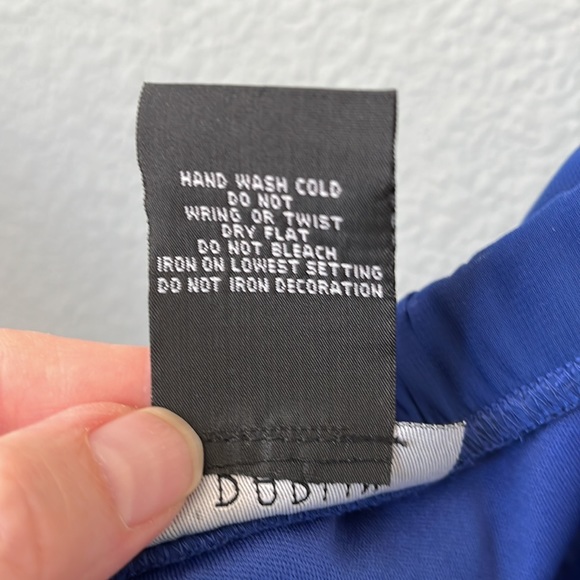 HAND WASH COLD
DO NOT
WRING OR TWIST
DRY FLAT
DO NOT BLEACH
IRON ON LOWEST SETTING
DO NOT IRON DECORATION